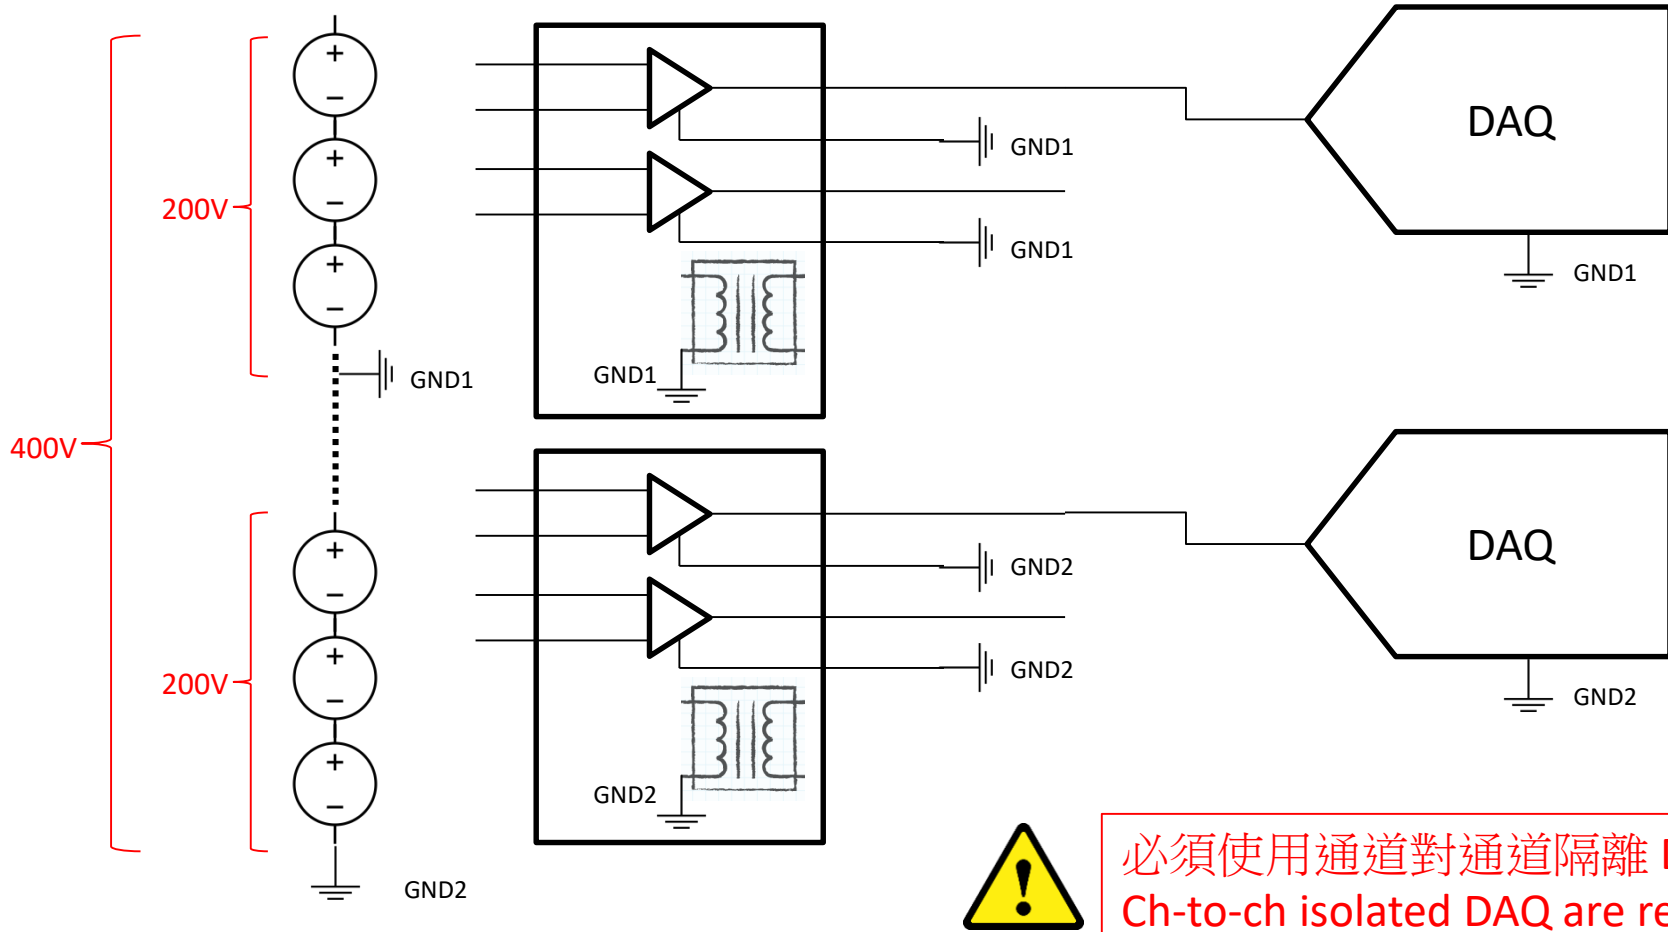 400V
200V
200V
GND1
GND2
GND1
GND1
GND1
GND2
GND2
GND2
DAQ
GND1
DAQ
GND2
必須使用通道對通道隔離
Ch-to-ch isolated DAQ are